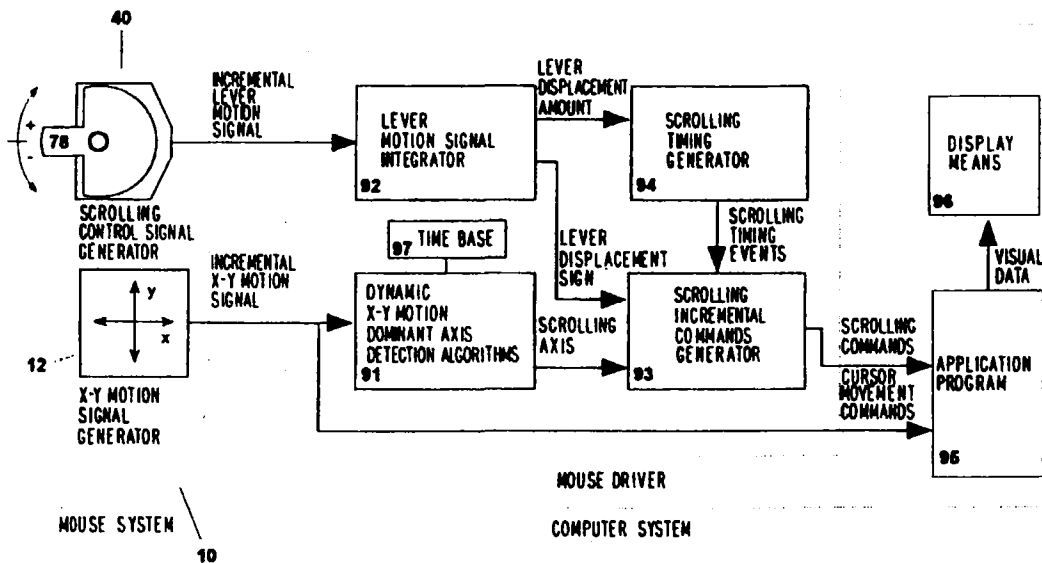 40
INCREMENTAL
LEVER
MOTION
SIGNAL
LEVER
DISPLACEMENT
AMOUNT
+
78
-
LEVER
MOTION SIGNAL
INTEGRATOR
92
SCROLLING
TIMING
GENERATOR
94
DISPLAY
MEANS
96
SCROLLING
CONTROL SIGNAL
GENERATOR
97 TIME BASE
LEVER
DISPLACEMENT
SIGN
SCROLLING
TIMING
EVENTS
VISUAL
DATA
INCREMENTAL
X-Y MOTION
SIGNAL
y
x
12
DYNAMIC
X-Y MOTION
DOMINANT AXIS
DETECTION ALGORITHMS
91
SCROLLING
AXIS
SCROLLING
INCREMENTAL
COMMANDS
GENERATOR
93
SCROLLING
COMMANDS
CURSOR
MOVEMENT
COMMANDS
APPLICATION
PROGRAM
95
X-Y MOTION
SIGNAL
GENERATOR
MOUSE DRIVER
MOUSE SYSTEM
COMPUTER SYSTEM
10